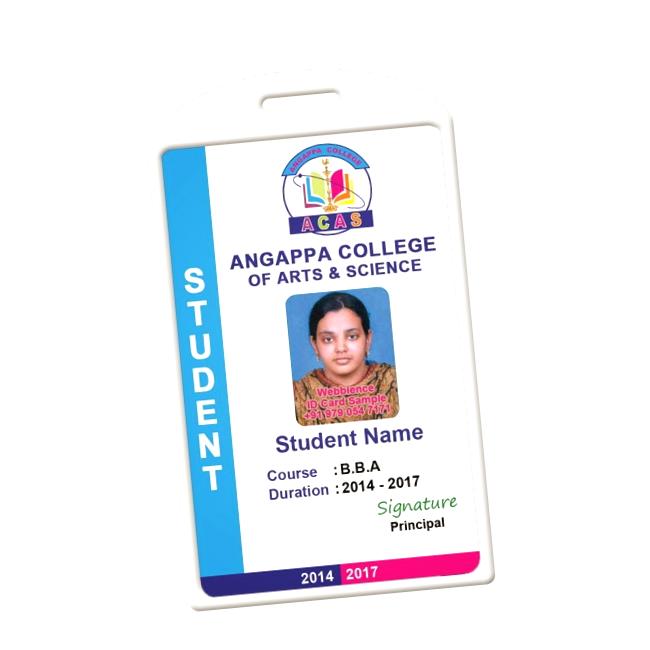 ANGAPPA COLLEGE
ACAS
ANGAPPA COLLEGE
OF ARTS & SCIENCE
STUDENT
Webblence
ID Card Sample
+91 979 054 7171
Student Name
Course : B.B.A
Duration : 2014 - 2017
Signature
Principal
2014 2017